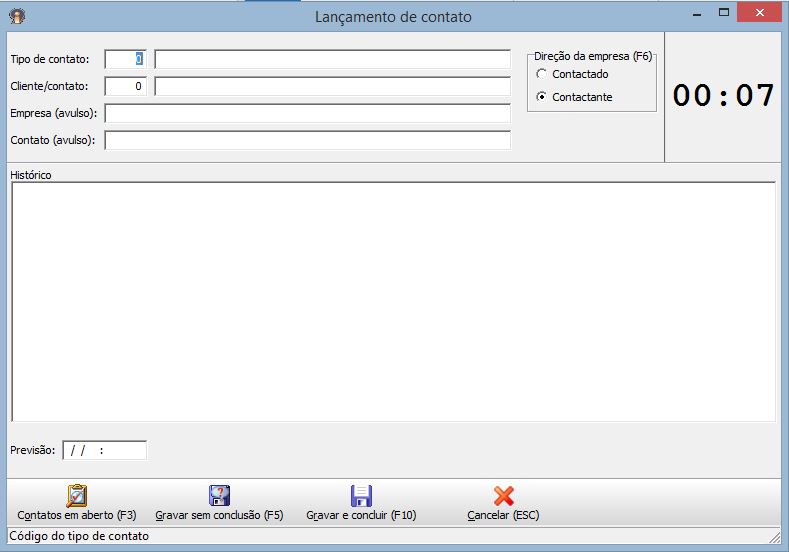 Lançamento de contato
Tipo de contato: 0
Direção da empresa (F6)
Contactado
Cliente/contato: 0
Contactante
00:07
Empresa (avulso):
Contato (avulso):
Histórico
Previsão: / / :
Contatos em aberto (F3) Gravar sem conclusão (F5) Gravar e concluir (F10) Cancelar (ESC)
Código do tipo de contato